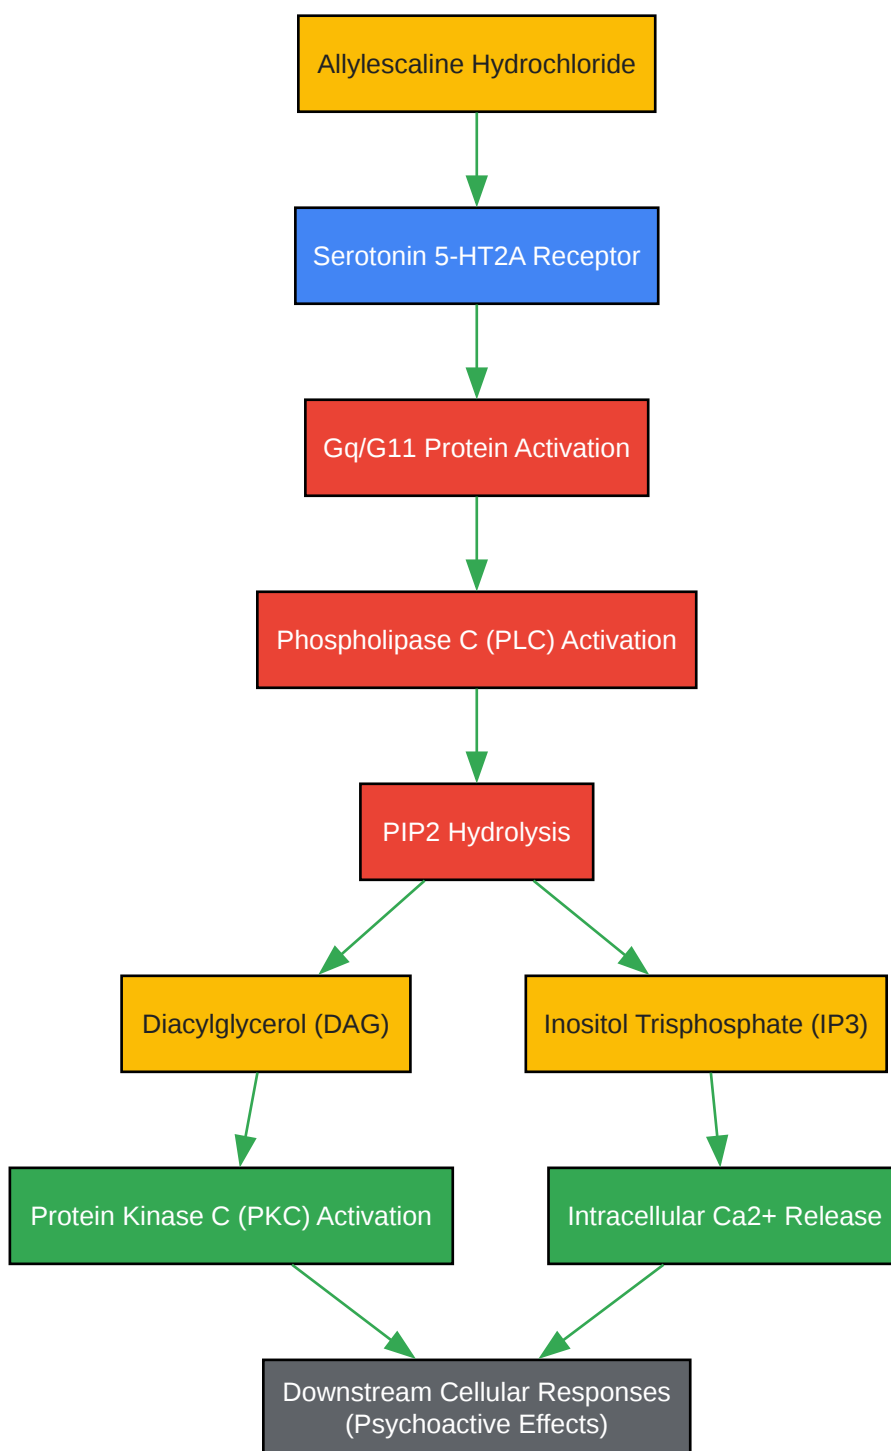 Allylescaline Hydrochloride
Serotonin 5-HT2A Receptor
Gq/G11 Protein Activation
Phospholipase C (PLC) Activation
PIP2 Hydrolysis
Diacylglycerol (DAG)
Inositol Trisphosphate (IP3)
Protein Kinase C (PKC) Activation
Intracellular Ca2+ Release
Downstream Cellular Responses
(Psychoactive Effects)